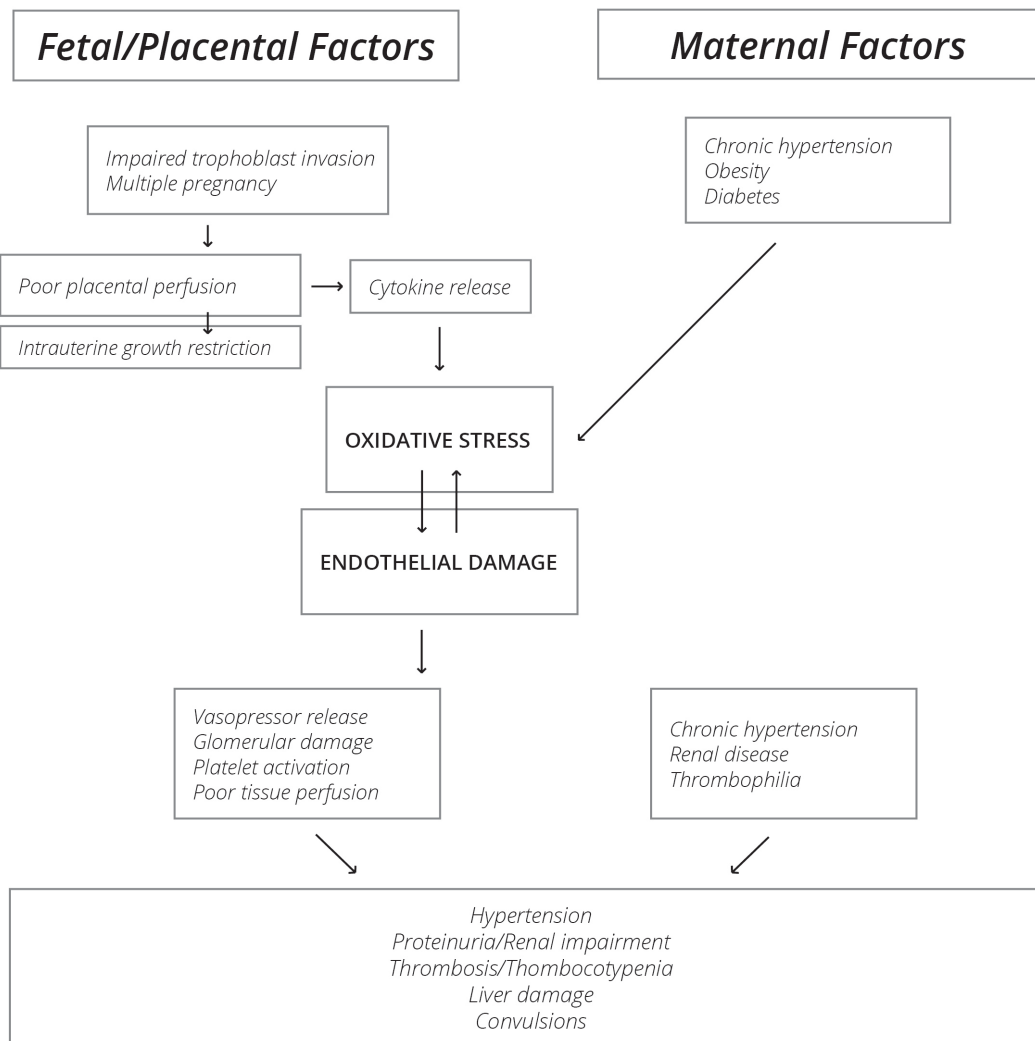 Fetal/Placental Factors
Maternal Factors
Impaired trophoblast invasion
Multiple pregnancy
Chronic hypertension
Obesity
Diabetes
Poor placental perfusion
Cytokine release
Intrauterine growth restriction
OXIDATIVE STRESS
ENDOTHELIAL DAMAGE
Vasopressor release
Glomerular damage
Platelet activation
Poor tissue perfusion
Chronic hypertension
Renal disease
Thrombophilia
Hypertension
Proteinuria/Renal impairment
Thrombosis/Thombocotypenia
Liver damage
Convulsions